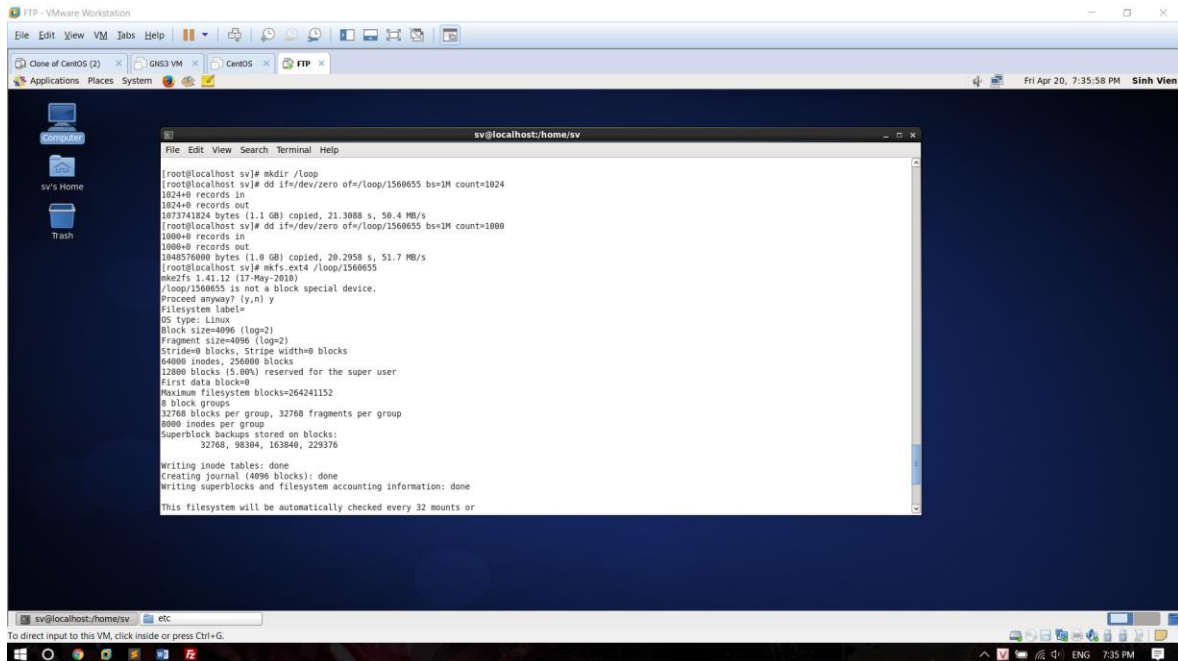 FTP - VMware Workstation
File Edit View VM Tabs Help
Clone of CentOS (2) × GNS3 VM × CentOS × FTP ×
Applications Places System Fri Apr 20, 7:35:58 PM Sinh Vien
Computer
sv's Home
Trash
sv@localhost:/home/sv
File Edit View Search Terminal Help
[root@localhost sv]# mkdir /loop
[root@localhost sv]# dd if=/dev/zero of=/loop/1560655 bs=1M count=1024
1024+0 records in
1024+0 records out
1073741824 bytes (1.1 GB) copied, 21.3088 s, 50.4 MB/s
[root@localhost sv]# dd if=/dev/zero of=/loop/1560655 bs=1M count=1000
1000+0 records in
1000+0 records out
1048576000 bytes (1.0 GB) copied, 20.2958 s, 51.7 MB/s
[root@localhost sv]# mkfs.ext4 /loop/1560655
mke2fs 1.41.12 (17-May-2010)
/loop/1560655 is not a block special device.
Proceed anyway? (y,n) y
Filesystem label=
OS type: Linux
Block size=4096 (log=2)
Fragment size=4096 (log=2)
Stride=0 blocks, Stripe width=0 blocks
64000 inodes, 256000 blocks
12800 blocks (5.00%) reserved for the super user
First data block=0
Maximum filesystem blocks=264241152
8 block groups
32768 blocks per group, 32768 fragments per group
8000 inodes per group
Superblock backups stored on blocks:
32768, 98304, 163840, 229376
Writing inode tables: done
Creating journal (4096 blocks): done
Writing superblocks and filesystem accounting information: done
This filesystem will be automatically checked every 32 mounts or
sv@localhost:/home/sv etc
To direct input to this VM, click inside or press Ctrl+G.
ENG 7:35 PM